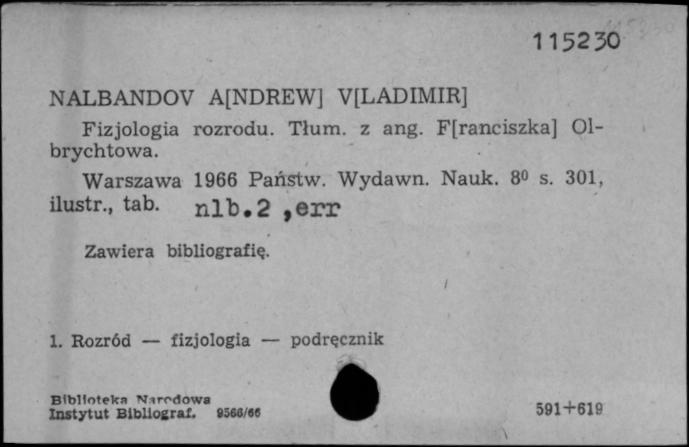 115230
NALBANDOV A[NDREW] V[LADIMIR]
Fizjologia rozrodu. Tłum. z ang. F[ranciszka] Ol-
brychtowa.
Warszawa 1966 Państw. Wydawn. Nauk. 8⁰ s. 301,
ilustr., tab. nlb.2 ,err
Zawiera bibliografię.
1. Rozród — fizjologia — podręcznik
Biblioteka Narodowa
Instytut Bibliograf. 9566/66
591+619